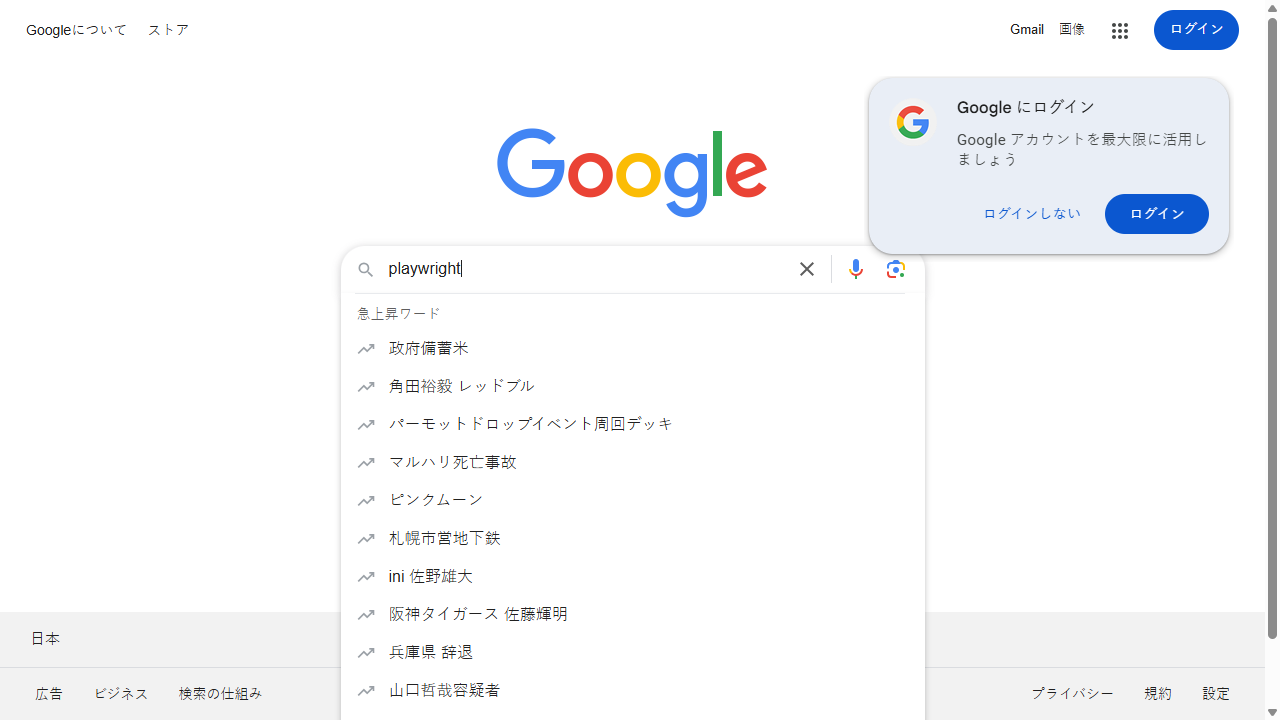 Googleについて ストア Gmail 画像 ログイン
Google にログイン
Google アカウントを最大限に活用し
ましょう
ログインしない ログイン
Google
playwright
急上昇ワード
政府備蓄米
角田裕毅 レッドブル
パーモットドロップイベント周回デッキ
マルハリ死亡事故
ピンクムーン
札幌市営地下鉄
ini 佐野雄大
阪神タイガース 佐藤輝明
兵庫県 辞退
山口哲哉容疑者
日本
広告 ビジネス 検索の仕組み プライバシー 規約 設定